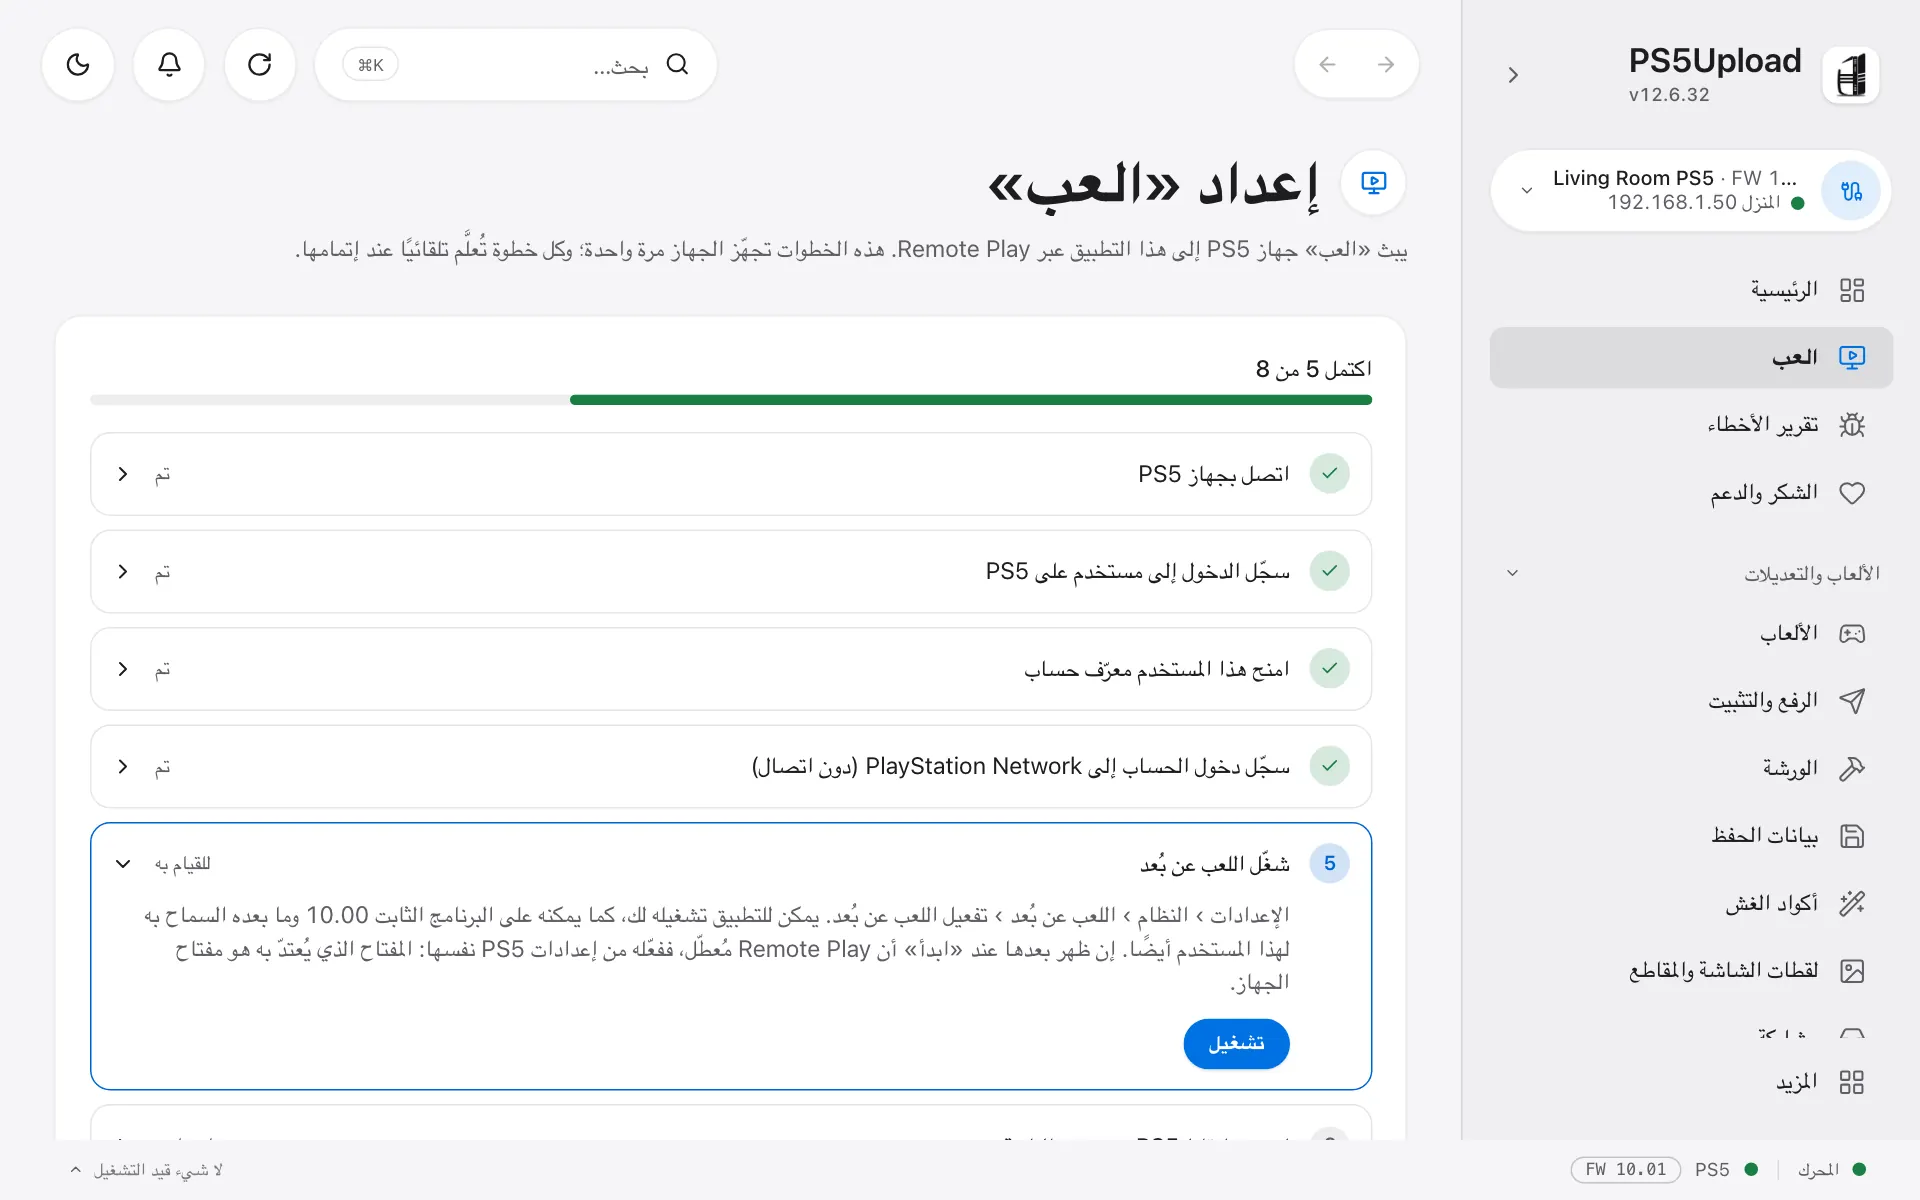 PS5Upload
v12.6.32
Living Room PS5 · FW 1...
المنزل 192.168.1.50
الرئيسية
العب
تقرير الأخطاء
الشكر والدعم
الألعاب والتعديلات
الألعاب
الرفع والتثبيت
الورشة
بيانات الحفظ
أكواد الغش
لقطات الشاشة والمقاطع
المزيد
بحث...
⌘K
إعداد «العب»
يبث «العب» جهاز PS5 إلى هذا التطبيق عبر Remote Play. هذه الخطوات تجهّز الجهاز مرة واحدة؛ وكل خطوة تُعلَّم تلقائيًا عند إتمامها.
اكتمل 5 من 8
اتصل بجهاز PS5
تم
سجّل الدخول إلى مستخدم على PS5
تم
امنح هذا المستخدم معرّف حساب
تم
سجّل دخول الحساب إلى PlayStation Network (دون اتصال)
تم
5
شغّل اللعب عن بُعد
للقيام به
الإعدادات › النظام › اللعب عن بُعد › تفعيل اللعب عن بُعد. يمكن للتطبيق تشغيله لك، كما يمكنه على البرنامج الثابت 10.00 وما بعده السماح به
لهذا المستخدم أيضًا. إن ظهر بعدها عند «ابدأ» أن Remote Play مُعطّل، ففعّله من إعدادات PS5 نفسها: المفتاح الذي يُعتدّ به هو مفتاح
الجهاز.
تشغيل
المحرك
PS5
FW 10.01
لا شيء قيد التشغيل